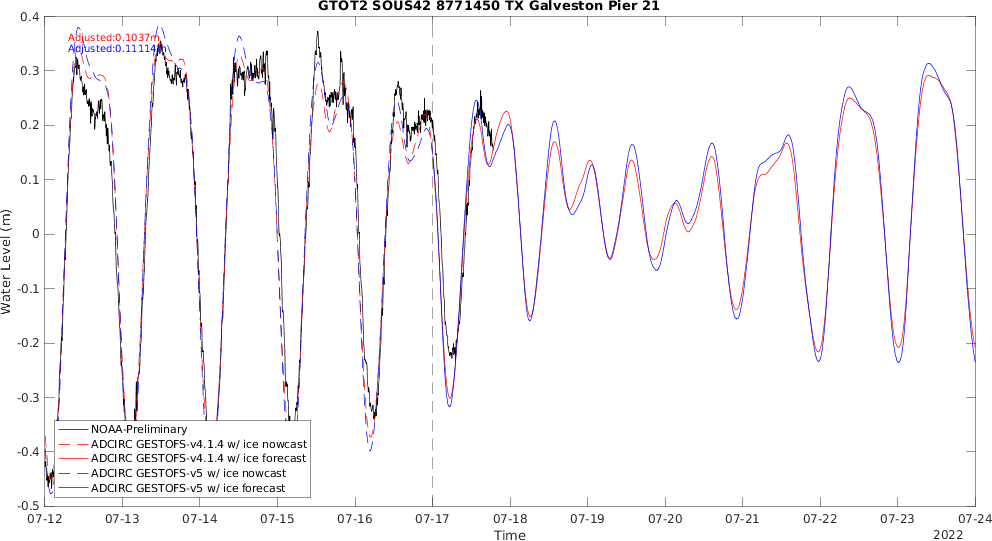 GTOT2 SOUS42 8771450 TX Galveston Pier 21
Adjusted:0.1037m
Adjusted:0.11114m
Water Level (m)
0.4
0.3
0.2
0.1
0
-0.1
-0.2
-0.3
-0.4
-0.5
NOAA-Preliminary
ADCIRC GESTOFS-v4.1.4 w/ ice nowcast
ADCIRC GESTOFS-v4.1.4 w/ ice forecast
ADCIRC GESTOFS-v5 w/ ice nowcast
ADCIRC GESTOFS-v5 w/ ice forecast
07-12 07-13 07-14 07-15 07-16 07-17 07-18 07-19 07-20 07-21 07-22 07-23 07-24
Time
2022